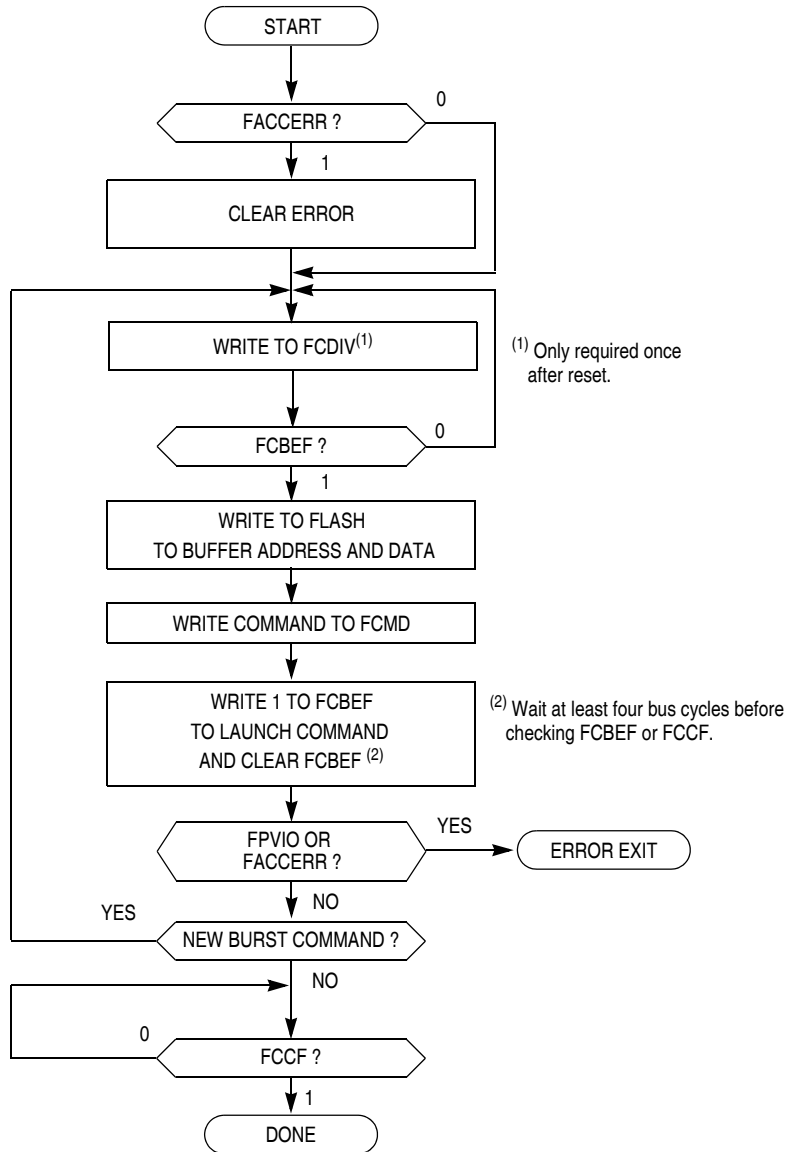 START
FACCERR ?
0
1
CLEAR ERROR
WRITE TO FCDIV(1)
(1) Only required once
after reset.
FCBEF ?
0
1
WRITE TO FLASH
TO BUFFER ADDRESS AND DATA
WRITE COMMAND TO FCMD
WRITE 1 TO FCBEF
TO LAUNCH COMMAND
AND CLEAR FCBEF (2)
(2) Wait at least four bus cycles before
checking FCBEF or FCCF.
FPVIO OR
FACCERR ?
YES
ERROR EXIT
NO
YES
NEW BURST COMMAND ?
NO
0
FCCF ?
1
DONE